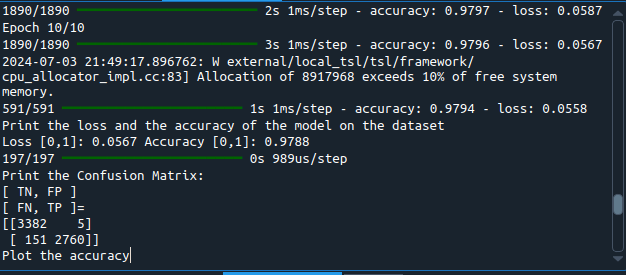 1890/1890 ━━━━━━━━━━━━━━━━━━━━ 2s 1ms/step - accuracy: 0.9797 - loss: 0.0587
Epoch 10/10
1890/1890 ━━━━━━━━━━━━━━━━━━━━ 3s 1ms/step - accuracy: 0.9796 - loss: 0.0567
2024-07-03 21:49:17.896762: W external/local_tsl/tsl/framework/
cpu_allocator_impl.cc:83] Allocation of 8917968 exceeds 10% of free system
memory.
591/591 ━━━━━━━━━━━━━━━━━━━━ 1s 1ms/step - accuracy: 0.9794 - loss: 0.0558
Print the loss and the accuracy of the model on the dataset
Loss [0,1]: 0.0567 Accuracy [0,1]: 0.9788
197/197 ━━━━━━━━━━━━━━━━━━━━ 0s 989us/step
Print the Confusion Matrix:
[ TN, FP ]
[ FN, TP ]=
[[3382    5]
 [ 151 2760]]
Plot the accuracy